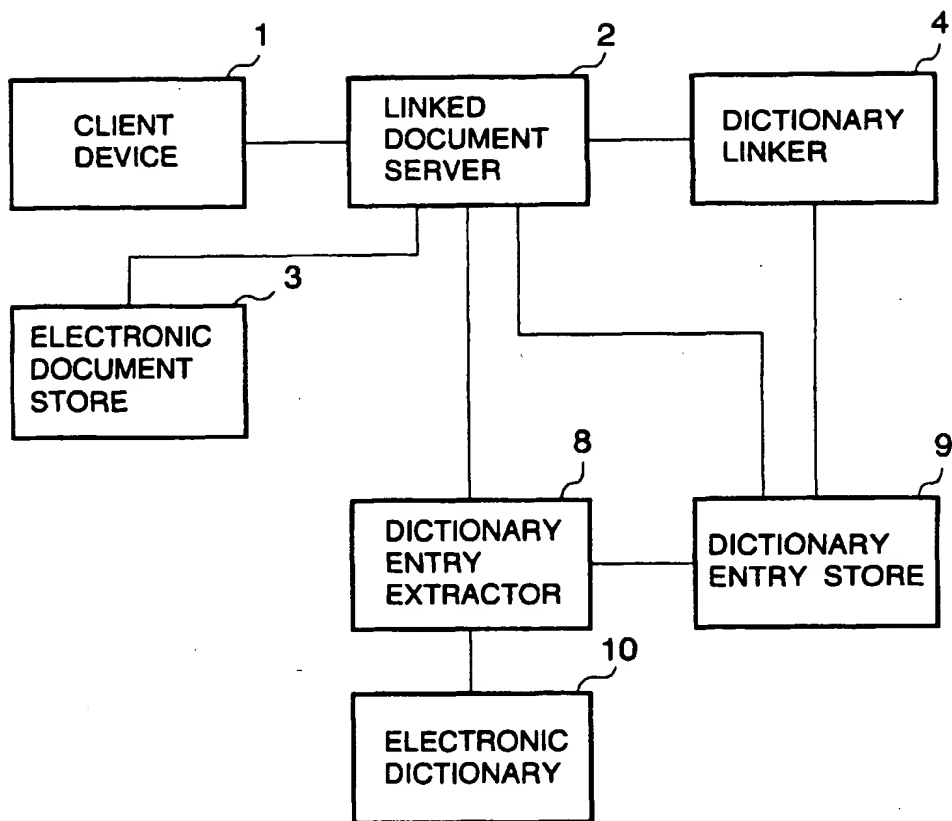 1
2
4
CLIENT
DEVICE
LINKED
DOCUMENT
SERVER
DICTIONARY
LINKER
3
ELECTRONIC
DOCUMENT
STORE
8
9
DICTIONARY
ENTRY
EXTRACTOR
DICTIONARY
ENTRY STORE
10
ELECTRONIC
DICTIONARY